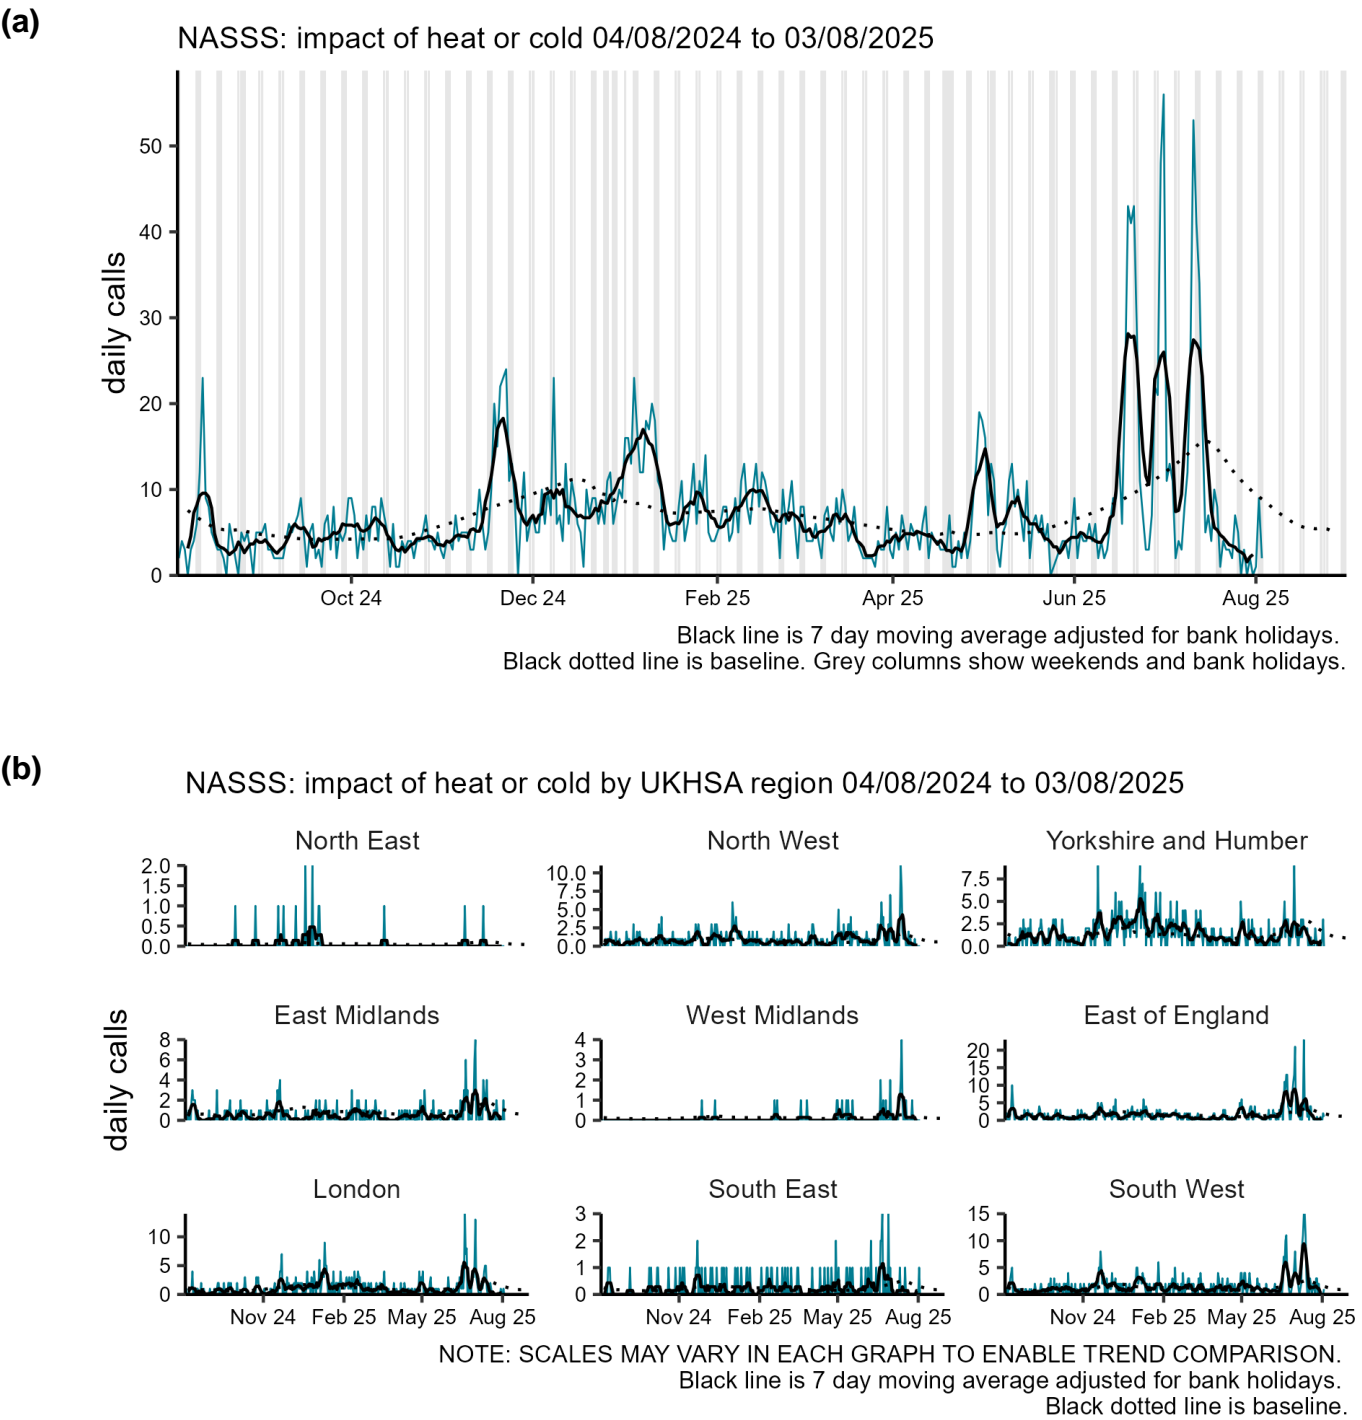 (a)
NASSS: impact of heat or cold 04/08/2024 to 03/08/2025
daily calls
50
40
30
20
10
0
Oct 24 Dec 24 Feb 25 Apr 25 Jun 25 Aug 25
Black line is 7 day moving average adjusted for bank holidays.
Black dotted line is baseline. Grey columns show weekends and bank holidays.
(b)
NASSS: impact of heat or cold by UKHSA region 04/08/2024 to 03/08/2025
daily calls
North East
2.0
1.5
1.0
0.5
0.0
North West
10.0
7.5
5.0
2.5
0.0
Yorkshire and Humber
7.5
5.0
2.5
0.0
East Midlands
8
6
4
2
0
West Midlands
4
3
2
1
0
East of England
20
15
10
5
0
London
10
5
0
Nov 24 Feb 25 May 25 Aug 25
South East
3
2
1
0
Nov 24 Feb 25 May 25 Aug 25
South West
15
10
5
0
Nov 24 Feb 25 May 25 Aug 25
NOTE: SCALES MAY VARY IN EACH GRAPH TO ENABLE TREND COMPARISON.
Black line is 7 day moving average adjusted for bank holidays.
Black dotted line is baseline.